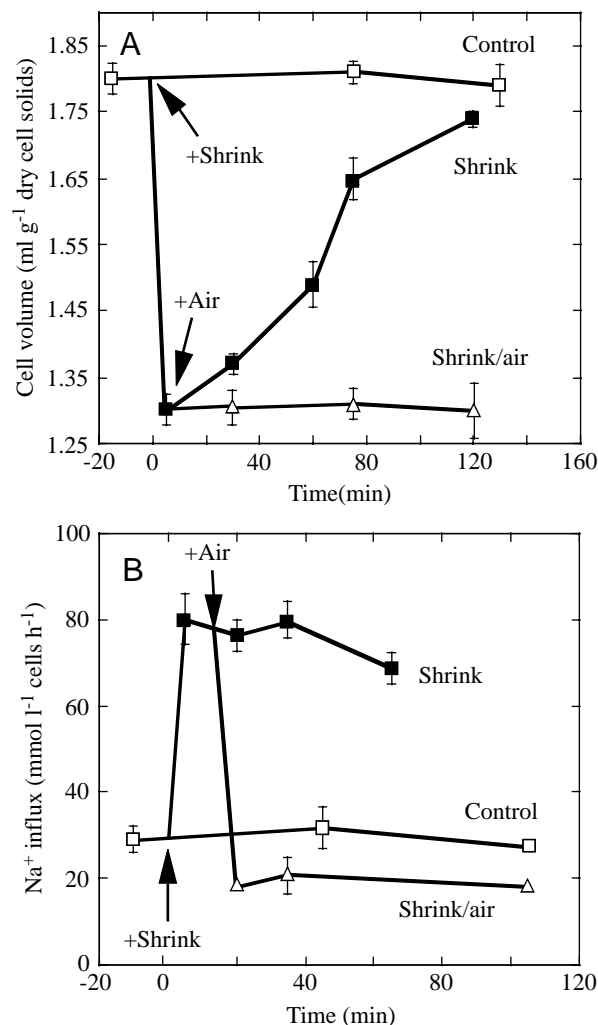 A
1.85
1.75
1.65
1.55
1.45
1.35
1.25
Cell volume (ml g⁻¹ dry cell solids)
Control
+Shrink
Shrink
+Air
Shrink/air
-20 0 40 80 120 160
Time(min)
B
100
80
60
40
20
0
Na⁺ influx (mmol l⁻¹ cells h⁻¹)
+Air
Shrink
Control
Shrink/air
+Shrink
-20 0 40 80 120
Time (min)